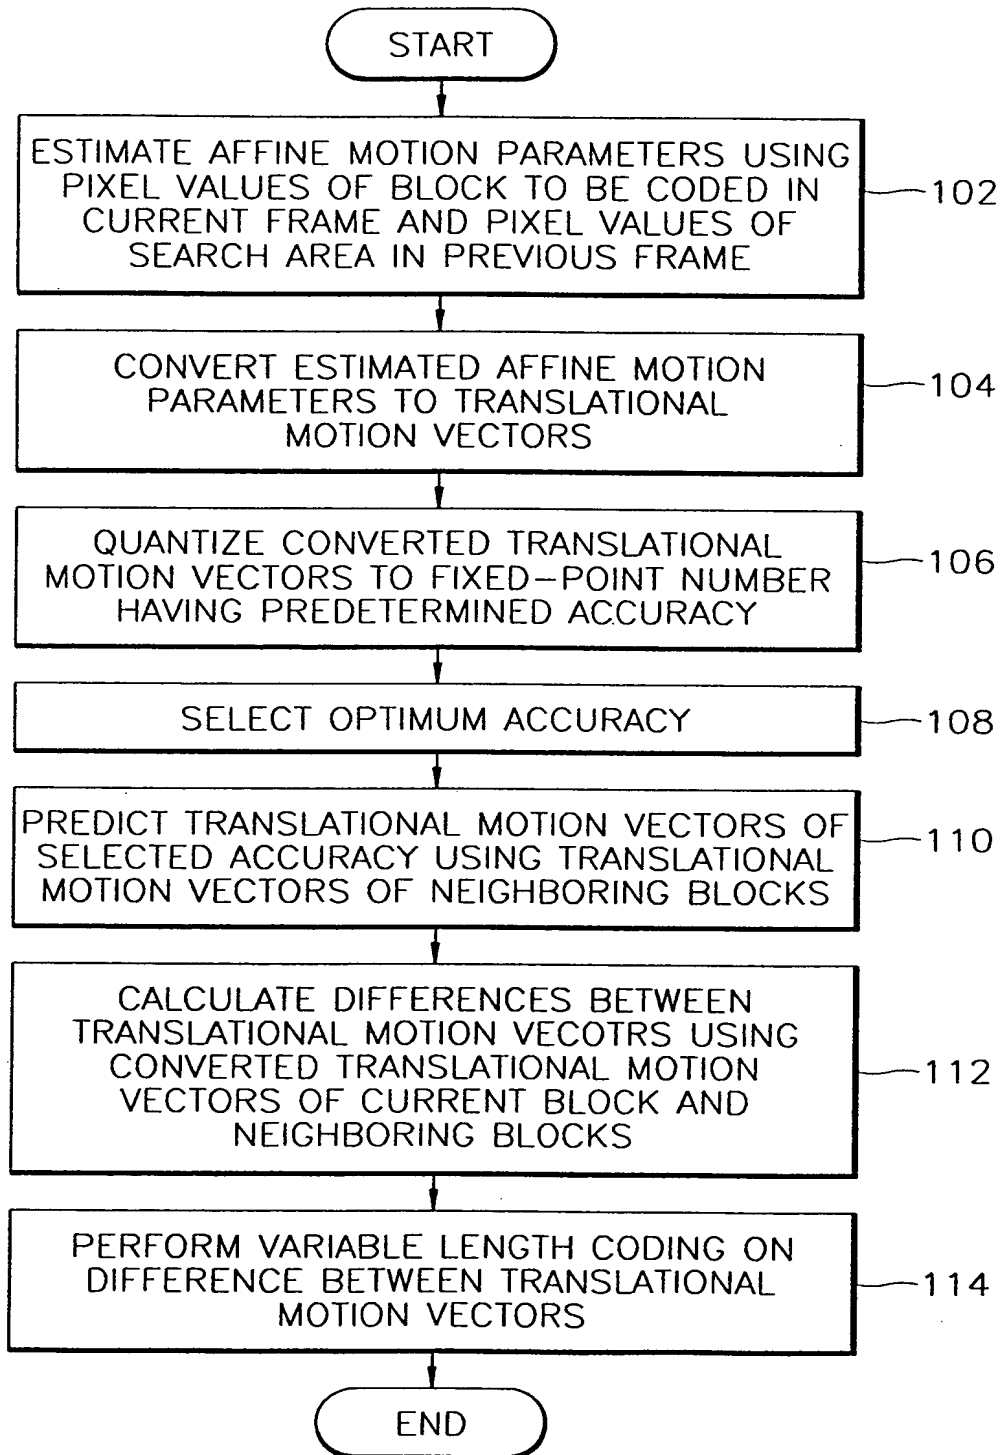 START
ESTIMATE AFFINE MOTION PARAMETERS USING
PIXEL VALUES OF BLOCK TO BE CODED IN
CURRENT FRAME AND PIXEL VALUES OF
SEARCH AREA IN PREVIOUS FRAME
102
CONVERT ESTIMATED AFFINE MOTION
PARAMETERS TO TRANSLATIONAL
MOTION VECTORS
104
QUANTIZE CONVERTED TRANSLATIONAL
MOTION VECTORS TO FIXED-POINT NUMBER
HAVING PREDETERMINED ACCURACY
106
SELECT OPTIMUM ACCURACY
108
PREDICT TRANSLATIONAL MOTION VECTORS OF
SELECTED ACCURACY USING TRANSLATIONAL
MOTION VECTORS OF NEIGHBORING BLOCKS
110
CALCULATE DIFFERENCES BETWEEN
TRANSLATIONAL MOTION VECOTRS USING
CONVERTED TRANSLATIONAL MOTION
VECTORS OF CURRENT BLOCK AND
NEIGHBORING BLOCKS
112
PERFORM VARIABLE LENGTH CODING ON
DIFFERENCE BETWEEN TRANSLATIONAL
MOTION VECTORS
114
END